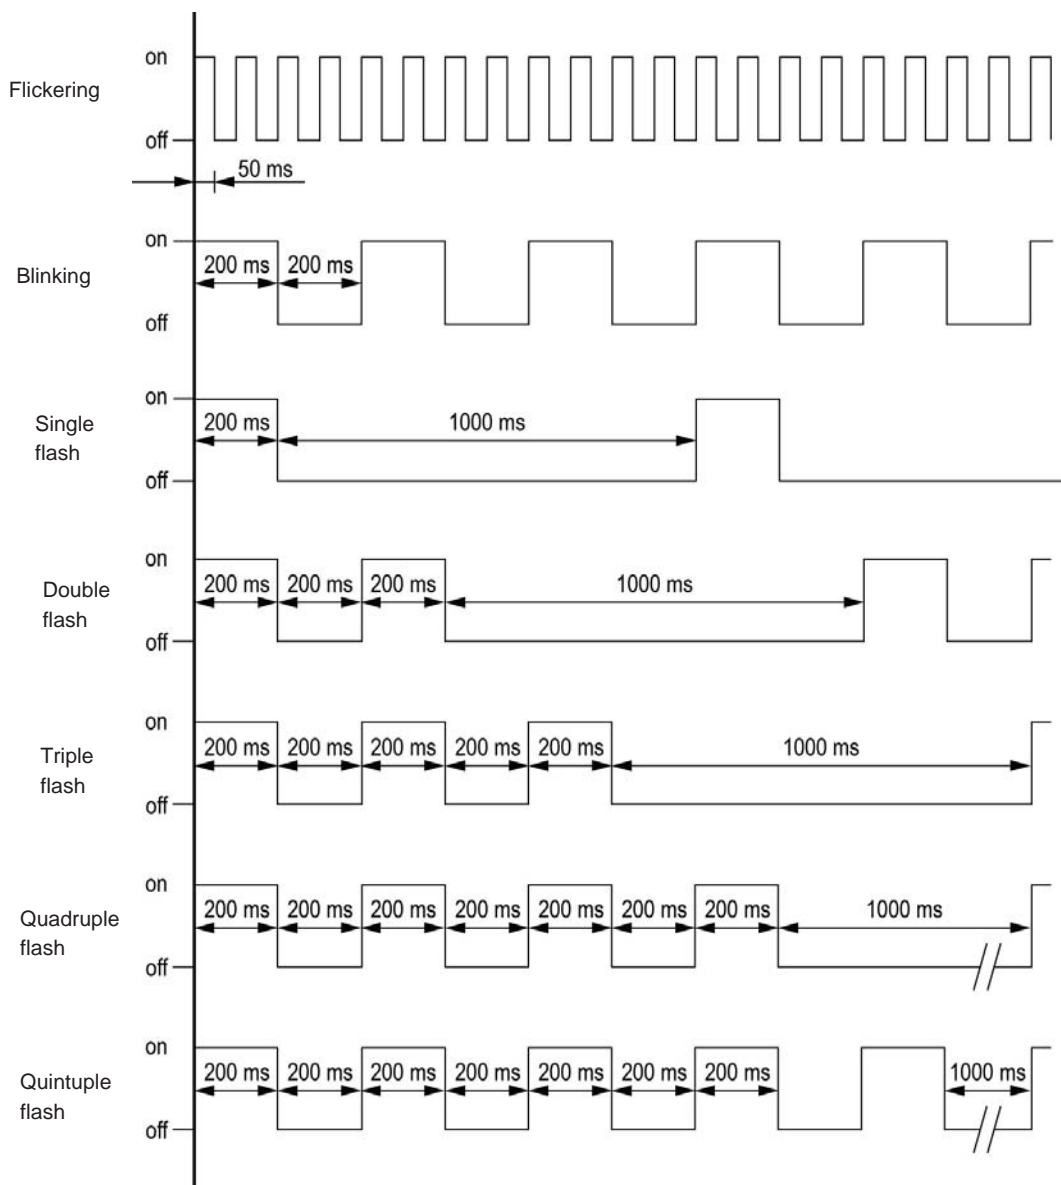 on
Flickering
off
50 ms
on
200 ms 200 ms
Blinking
off
on
Single
flash
200 ms 1000 ms
off
on
Double
flash
200 ms 200 ms 200 ms 1000 ms
off
on
Triple
flash
200 ms 200 ms 200 ms 200 ms 200 ms 1000 ms
off
on
Quadruple
flash
200 ms 200 ms 200 ms 200 ms 200 ms 200 ms 200 ms 1000 ms
off
on
Quintuple
flash
200 ms 200 ms 200 ms 200 ms 200 ms 200 ms 200 ms 1000 ms
off